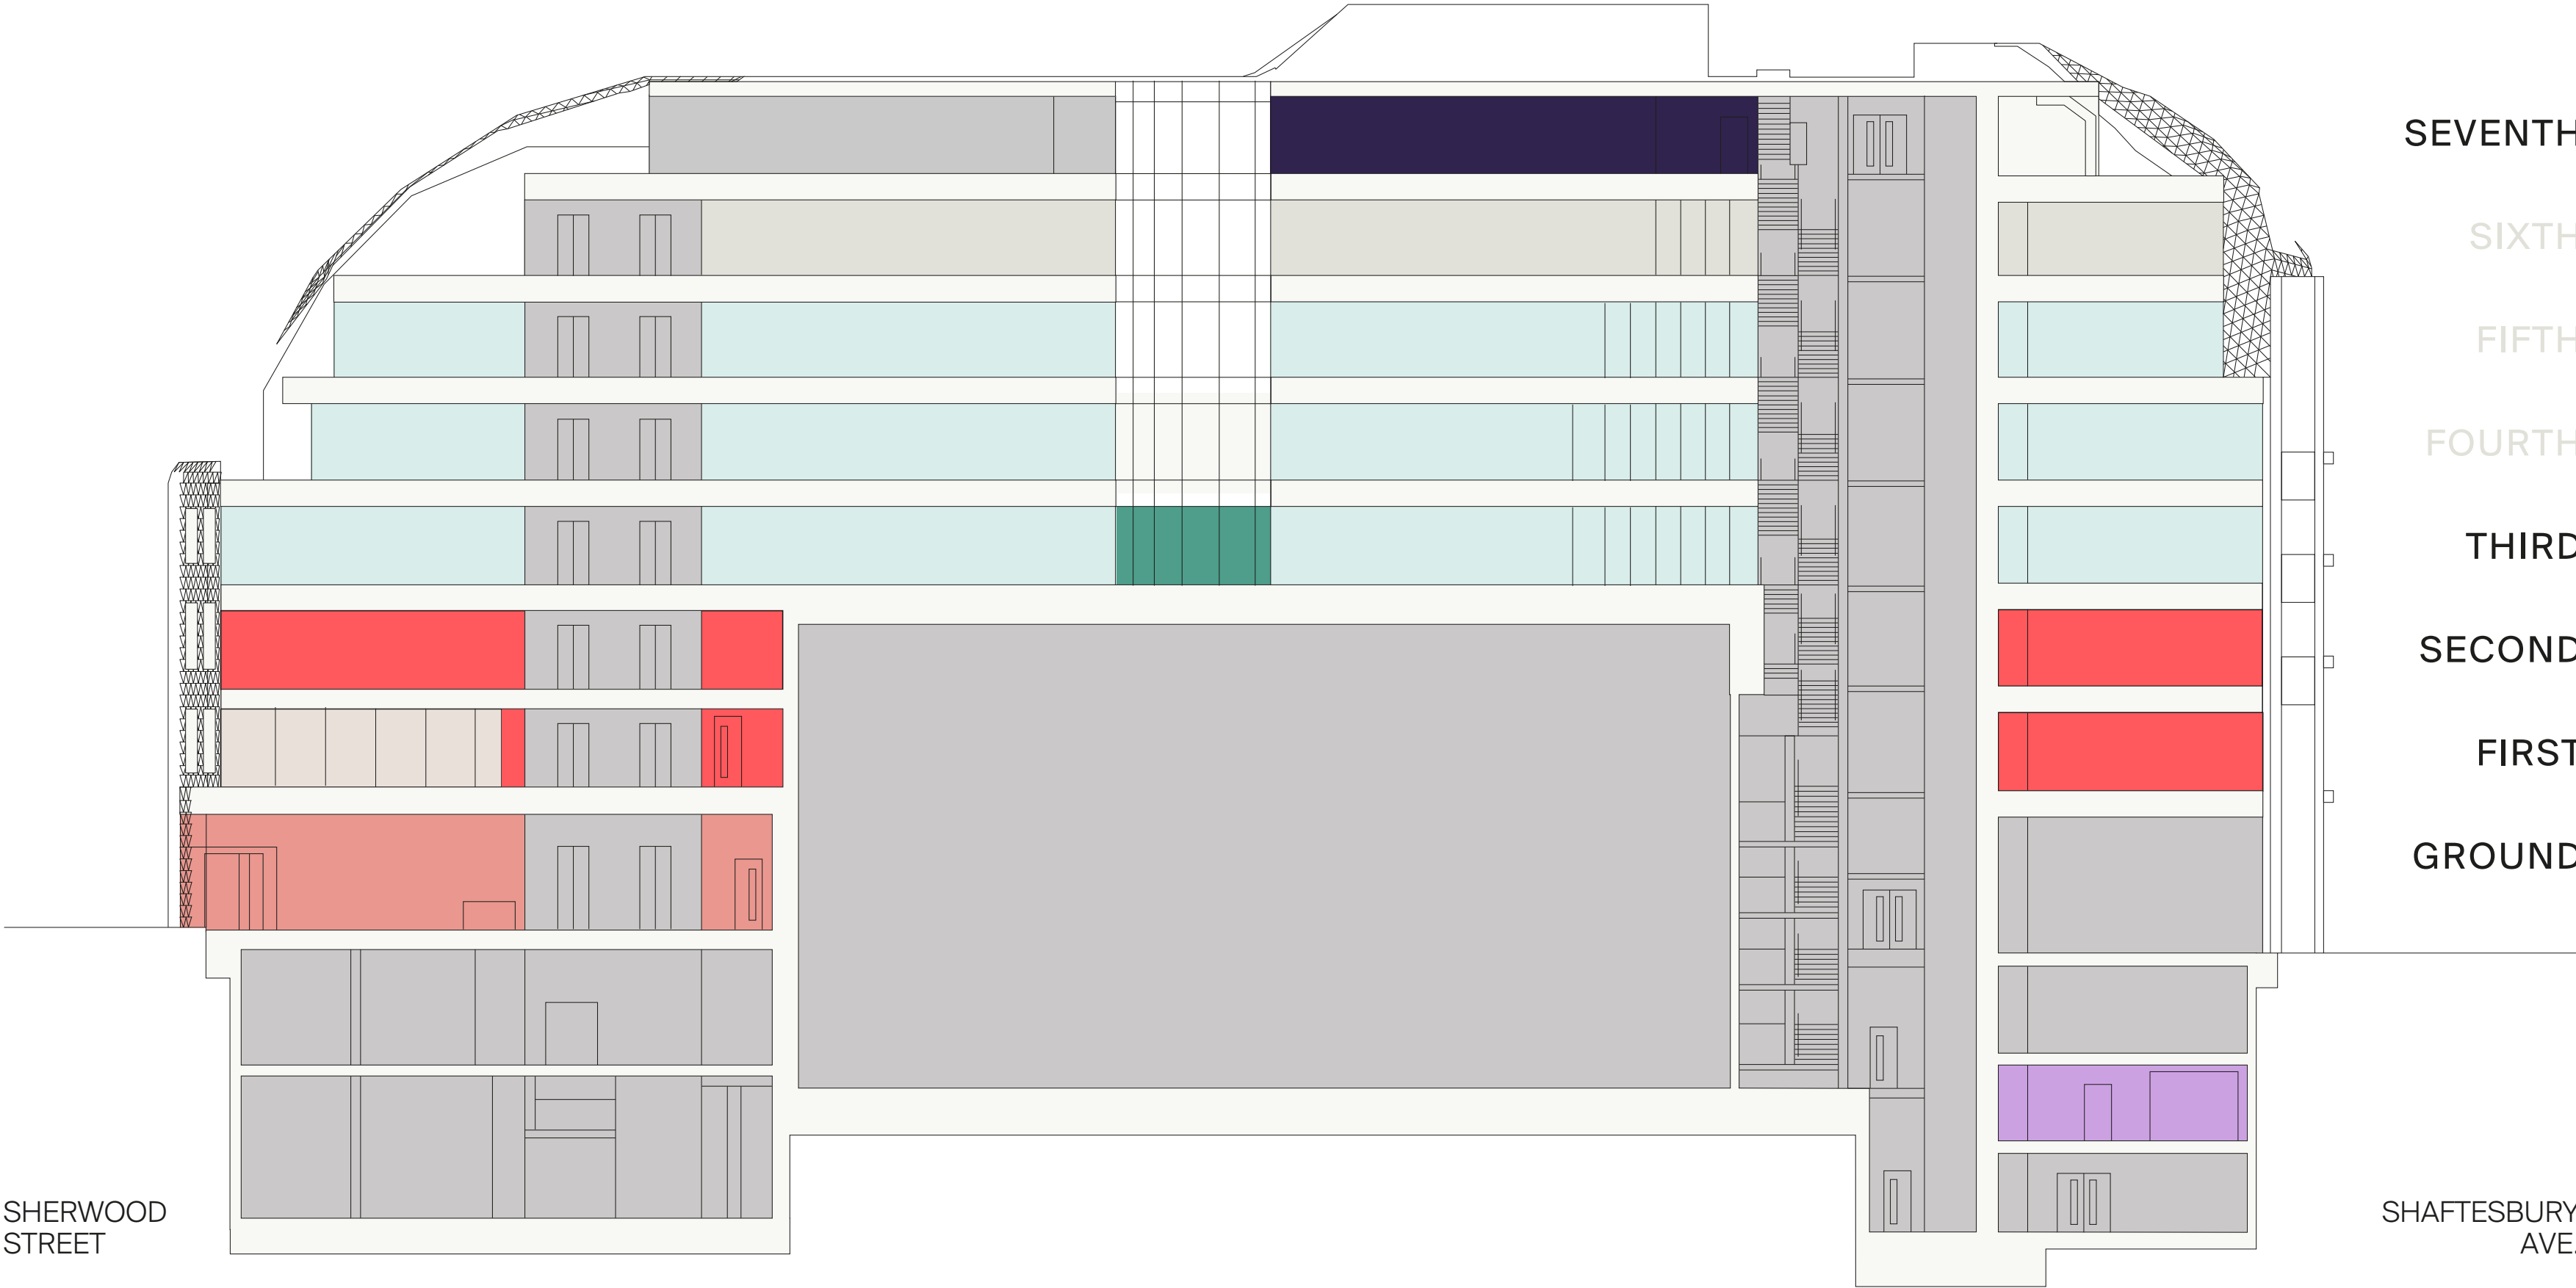 SEVENTH
SIXTH
FIFTH
FOURTH
THIRD
SECOND
FIRST
GROUND
SHERWOOD
STREET
SHAFTESBURY
AVE.